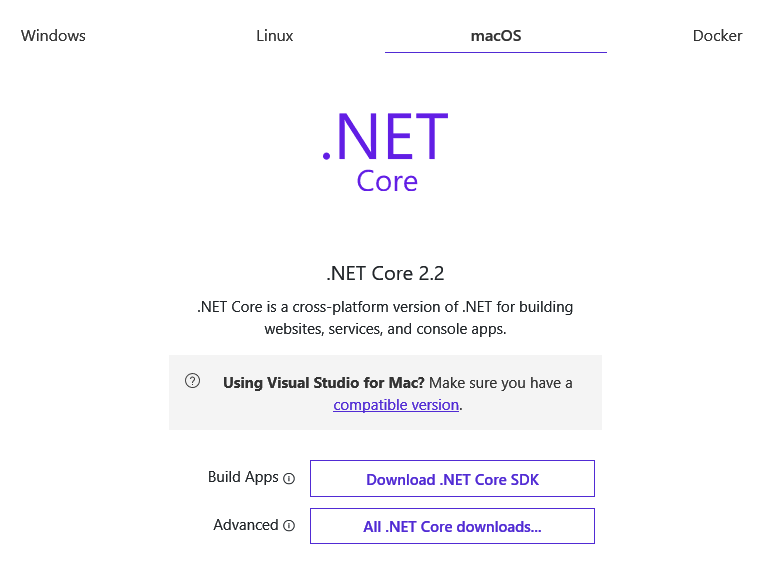 Windows
Linux
macOS
Docker
.NET
Core
.NET Core 2.2
.NET Core is a cross-platform version of .NET for building
websites, services, and console apps.
Using Visual Studio for Mac? Make sure you have a
compatible version.
Build Apps
Download .NET Core SDK
Advanced
All .NET Core downloads...